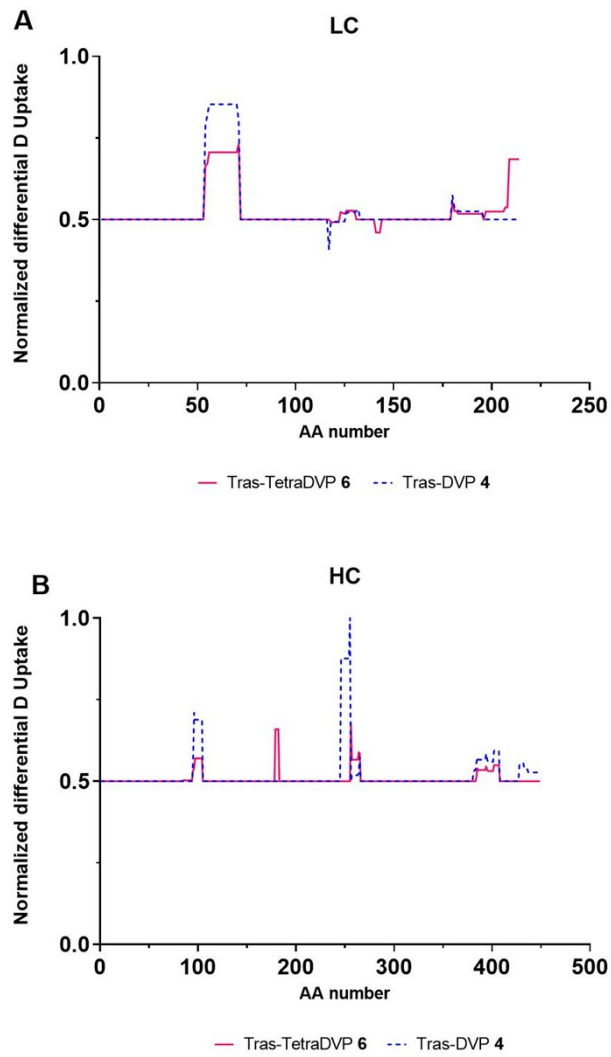 A
LC
Normalized differential D Uptake
1.0
0.5
0.0
0 50 100 150 200 250
AA number
Tras-TetraDVP 6 Tras-DVP 4
B
HC
Normalized differential D Uptake
1.0
0.5
0.0
0 100 200 300 400 500
AA number
Tras-TetraDVP 6 Tras-DVP 4